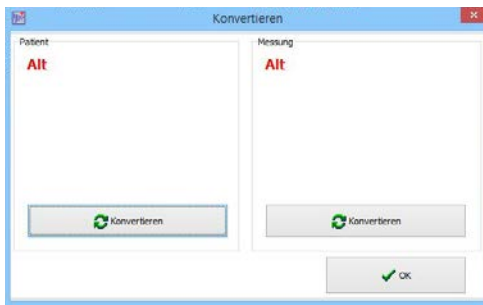 Konvertieren
Patient
Alt
Konvertieren
Messung
Alt
Konvertieren
OK